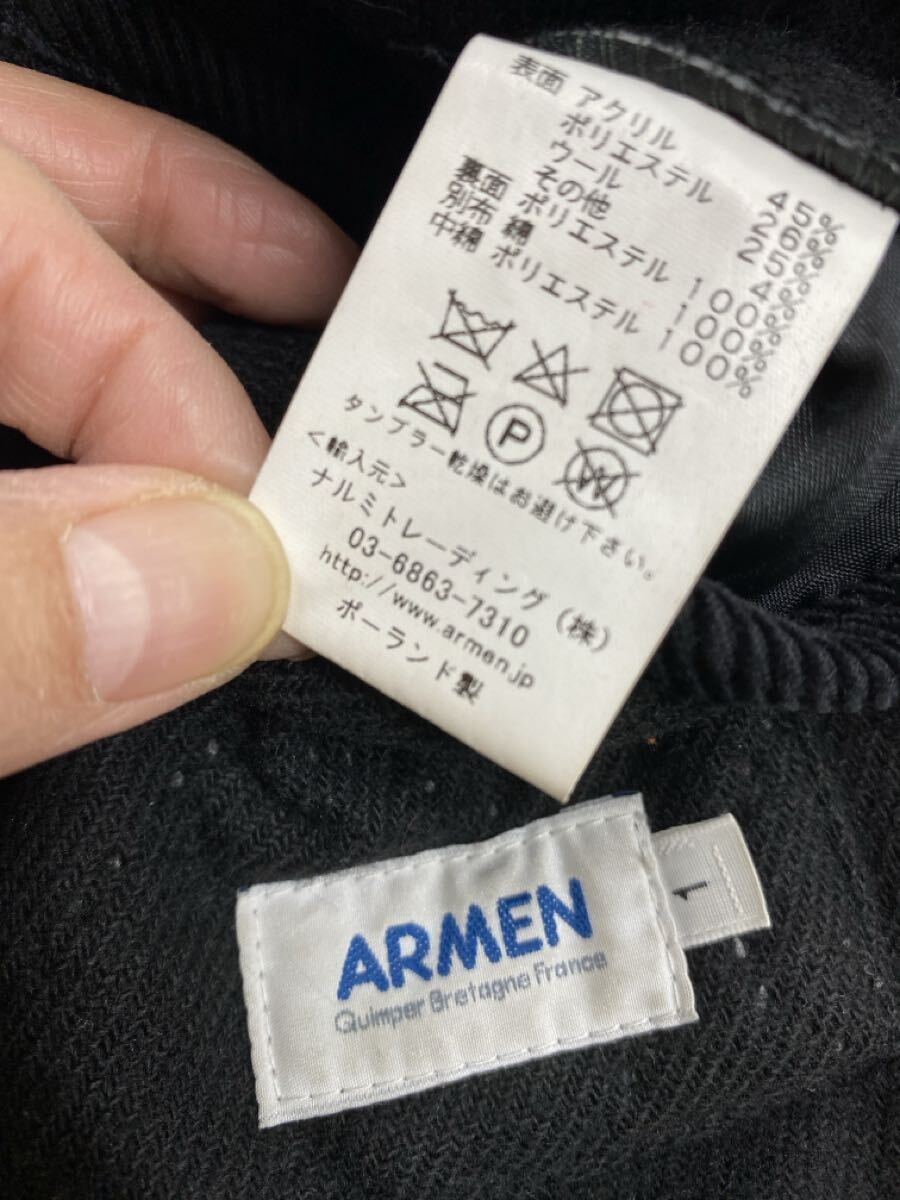 表面 アクリル 45%
ポリエステル 26%
ウール 25%
その他 4%
裏面 ポリエステル 100%
別布 綿 100%
中綿 ポリエステル 100%
P
W
タンブラー乾燥はお避け下さい。
<輸入元>
ナルミトレーディング(株)
03-6863-7310
http://www.armen.jp
ポーランド製
ARMEN
Quimper Bretagne France
1